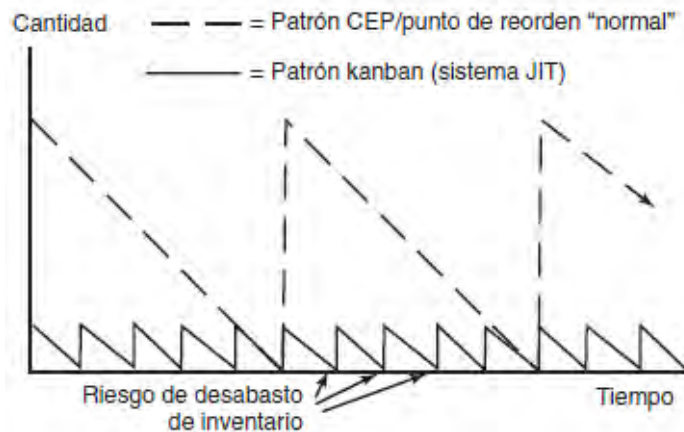 Cantidad
= Patrón CEP/punto de reorden “normal”
= Patrón kanban (sistema JIT)
Riesgo de desabasto
de inventario
Tiempo